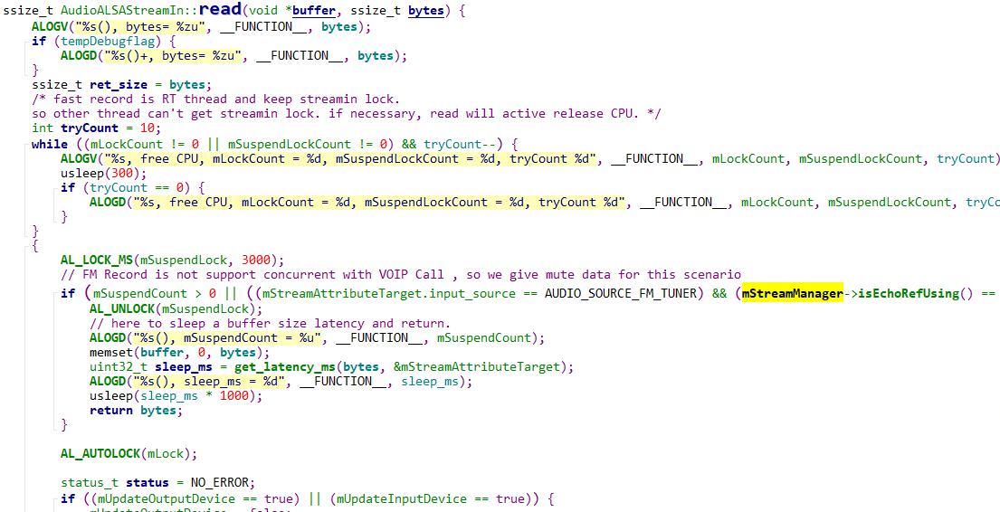 ssize_t AudioALSAStreamIn::read(void *buffer, ssize_t bytes) {
    ALOGV("%s(), bytes= %zu", __FUNCTION__, bytes);
    if (tempDebugflag) {
        ALOGD("%s()+, bytes= %zu", __FUNCTION__, bytes);
    }
    ssize_t ret_size = bytes;
    /* fast record is RT thread and keep streamin lock.
    so other thread can't get streamin lock. if necessary, read will active release CPU. */
    int tryCount = 10;
    while ((mLockCount != 0 || mSuspendLockCount != 0) && tryCount--) {
        ALOGV("%s, free CPU, mLockCount = %d, mSuspendLockCount = %d, tryCount %d", __FUNCTION__, mLockCount, mSuspendLockCount, tryCount)
        usleep(300);
        if (tryCount == 0) {
            ALOGD("%s, free CPU, mLockCount = %d, mSuspendLockCount = %d, tryCount %d", __FUNCTION__, mLockCount, mSuspendLockCount, tryCo
        }
    }
    {
        AL_LOCK_MS(mSuspendLock, 3000);
        // FM Record is not support concurrent with VOIP Call , so we give mute data for this scenario
        if (mSuspendCount > 0 || ((mStreamAttributeTarget.input_source == AUDIO_SOURCE_FM_TUNER) && (mStreamManager->isEchoRefUsing() ==
            AL_UNLOCK(mSuspendLock);
            // here to sleep a buffer size latency and return.
            ALOGD("%s(), mSuspendCount = %u", __FUNCTION__, mSuspendCount);
            memset(buffer, 0, bytes);
            uint32_t sleep_ms = get_latency_ms(bytes, &mStreamAttributeTarget);
            ALOGD("%s(), sleep_ms = %d", __FUNCTION__, sleep_ms);
            usleep(sleep_ms * 1000);
            return bytes;
        }
        AL_AUTOLOCK(mLock);
        status_t status = NO_ERROR;
        if ((mUpdateOutputDevice == true) || (mUpdateInputDevice == true)) {